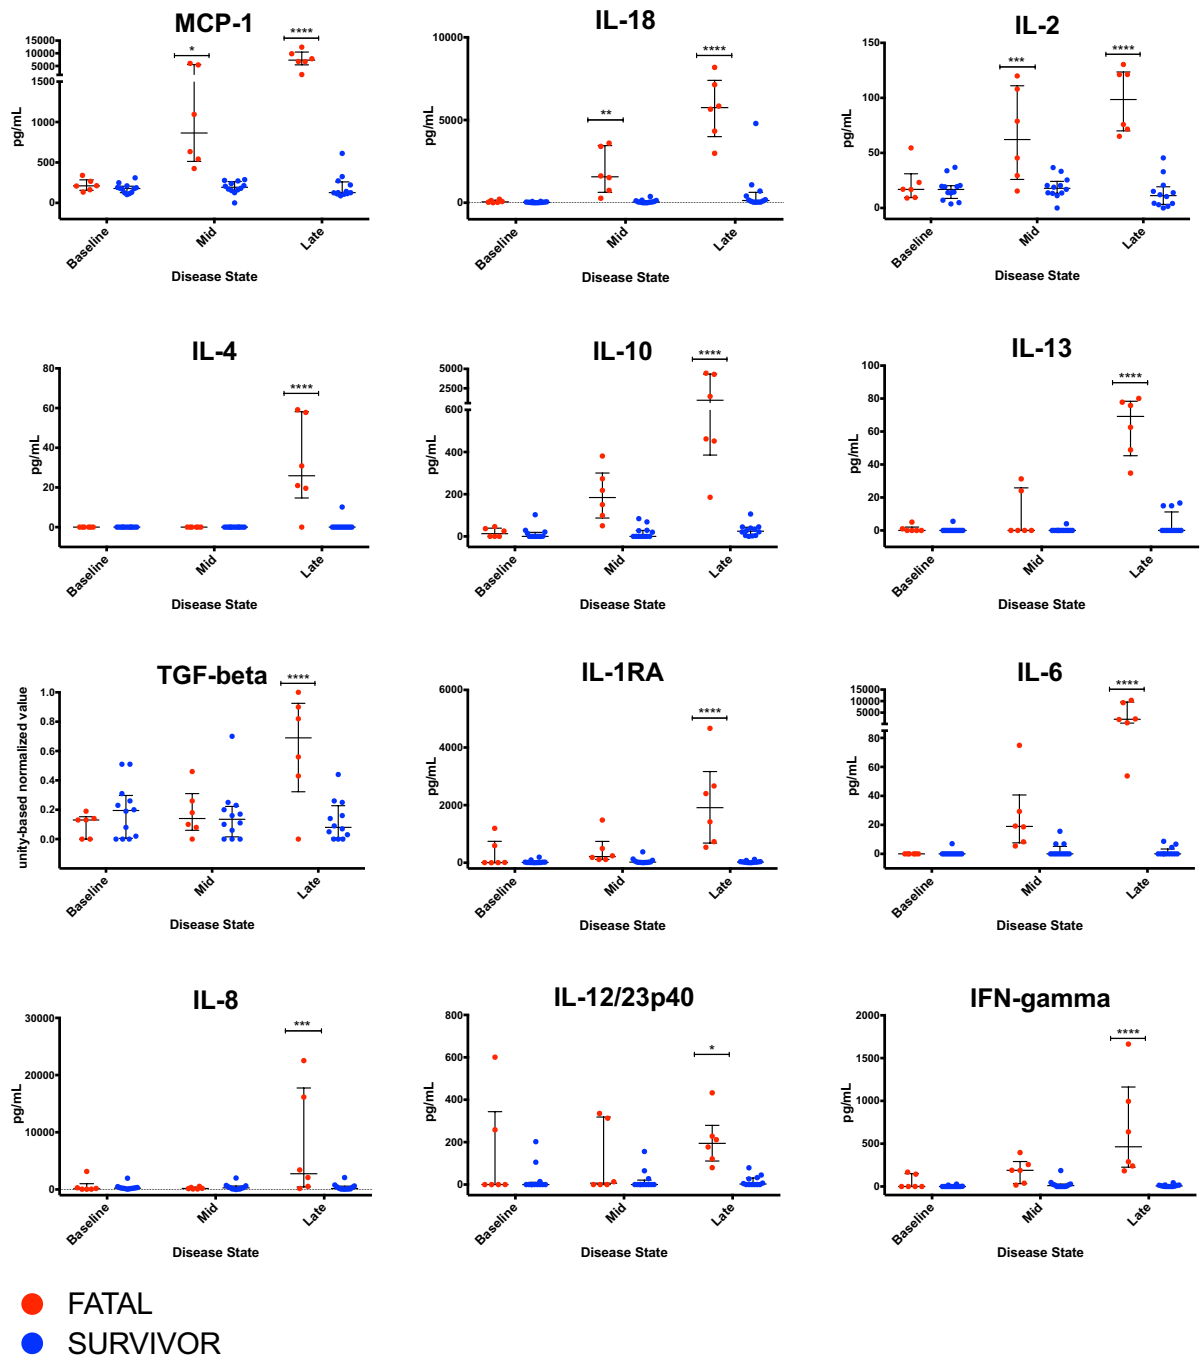 MCP-1
IL-18
IL-2
pg/mL
15000
10000
5000
1500
1000
500
0
*
****
Baseline
Mid
Late
Disease State
pg/mL
10000
5000
0
**
****
Baseline
Mid
Late
Disease State
pg/mL
150
100
50
0
***
****
Baseline
Mid
Late
Disease State
IL-4
IL-10
IL-13
pg/mL
80
60
40
20
0
****
Baseline
Mid
Late
Disease State
pg/mL
5000
2500
600
400
200
0
****
Baseline
Mid
Late
Disease State
pg/mL
100
80
60
40
20
0
****
Baseline
Mid
Late
Disease State
TGF-beta
IL-1RA
IL-6
unity-based normalized value
1.0
0.8
0.6
0.4
0.2
0.0
****
Baseline
Mid
Late
Disease State
pg/mL
6000
4000
2000
0
****
Baseline
Mid
Late
Disease State
pg/mL
15000
10000
5000
80
60
40
20
0
****
Baseline
Mid
Late
Disease State
IL-8
IL-12/23p40
IFN-gamma
pg/mL
30000
20000
10000
0
***
Baseline
Mid
Late
Disease State
pg/mL
800
600
400
200
0
*
Baseline
Mid
Late
Disease State
pg/mL
2000
1500
1000
500
0
****
Baseline
Mid
Late
Disease State
FATAL
SURVIVOR